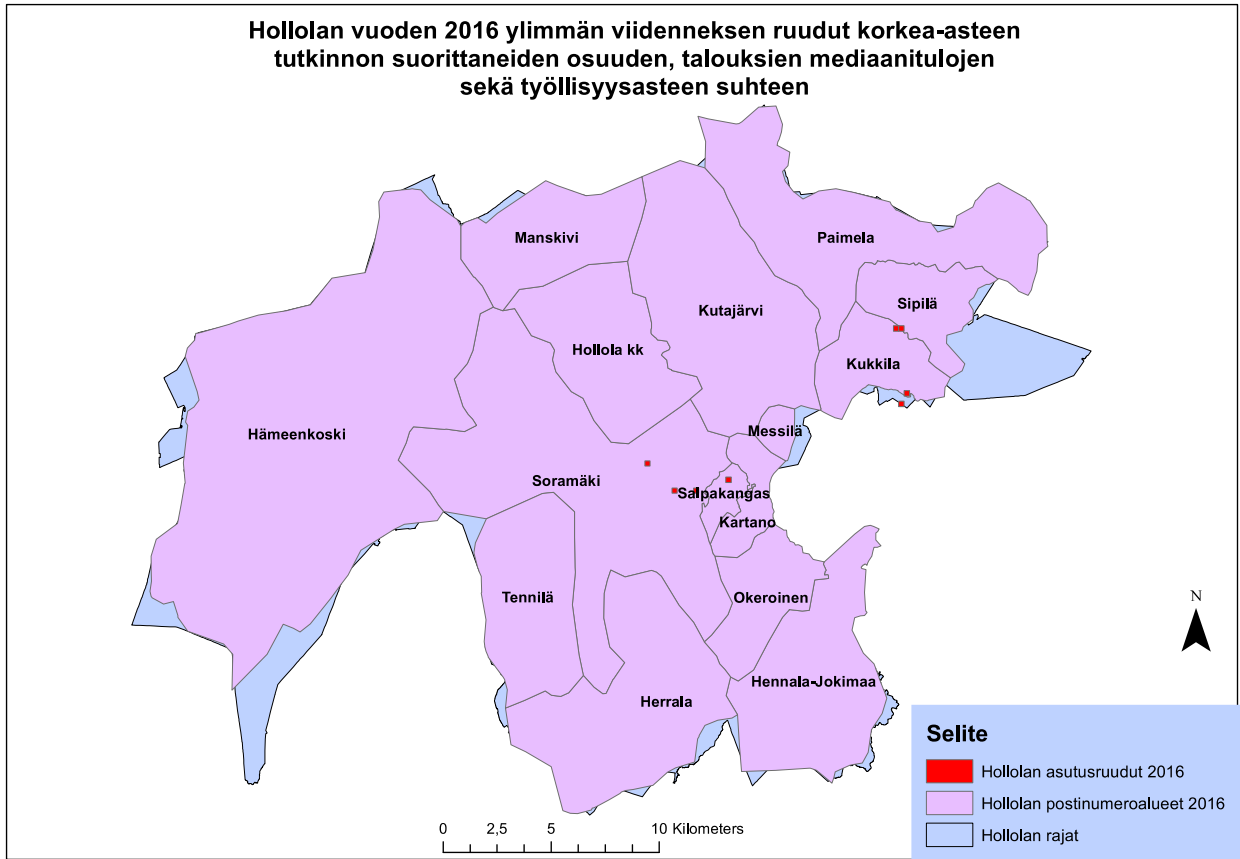 Hollolan vuoden 2016 ylimmän viidenneksen ruudut korkea-asteen
tutkinnon suorittaneiden osuuden, talouksien mediaanitulojen
sekä työllisyysasteen suhteen
Manskivi
Paimela
Sipilä
Kutajärvi
Hollola kk
Kukkila
Hämeenkoski
Messilä
Soramäki
Salpakangas
Kartano
Tennilä
Okeroinen
Hennala-Jokimaa
Herrala
N
Selite
Hollolan asutusruudut 2016
Hollolan postinumeroalueet 2016
Hollolan rajat
0 2,5 5 10 Kilometers